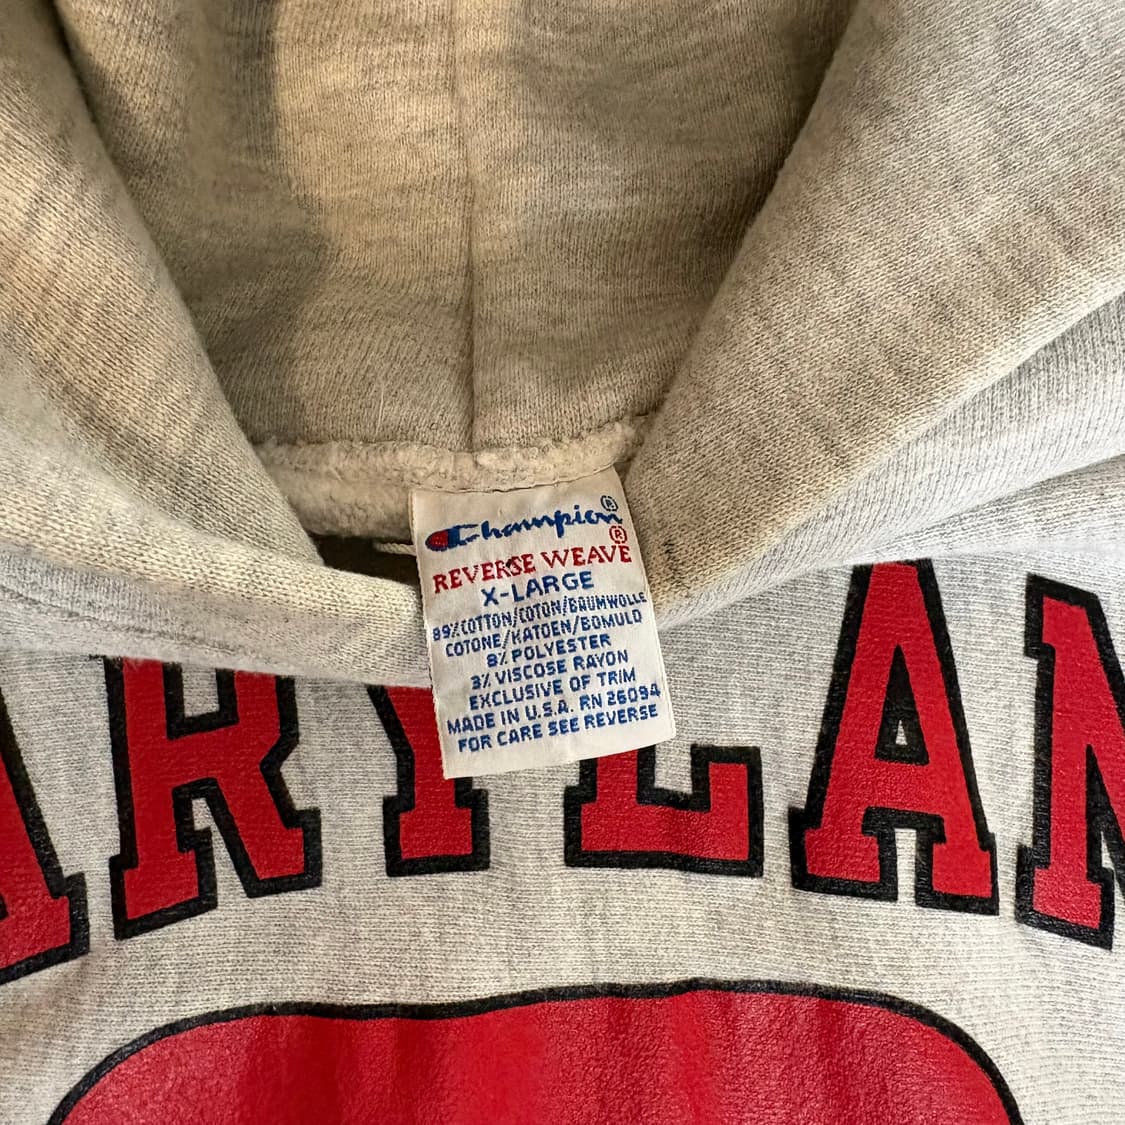 Champion®
REVERSE WEAVE®
X-LARGE
89% COTTON/COTON/BAUMWOLLE
COTONE/KATOEN/BOMULD
8% POLYESTER
3% VISCOSE RAYON
EXCLUSIVE OF TRIM
MADE IN U.S.A. RN 26094
FOR CARE SEE REVERSE
ARYLAN